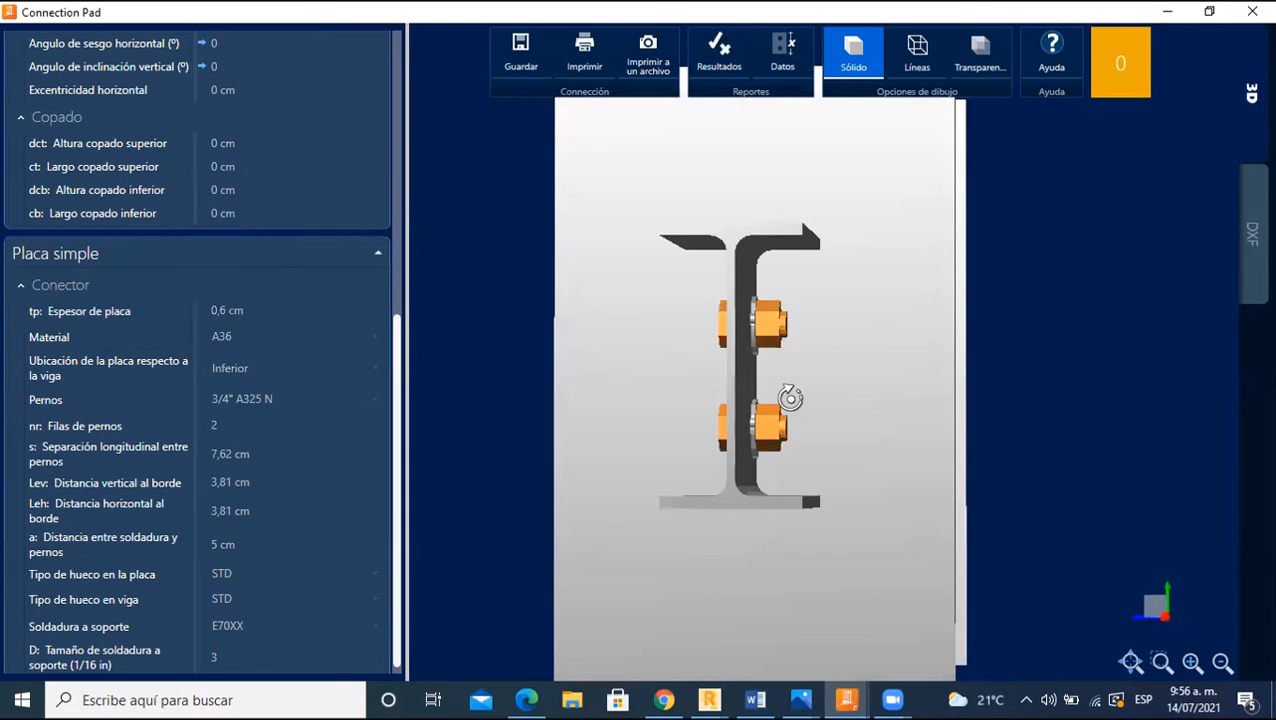 Connection Pad
Angulo de sesgo horizontal (º) 0
Angulo de inclinación vertical (º) 0
Excentricidad horizontal 0 cm
Copado
dct: Altura copado superior 0 cm
ct: Largo copado superior 0 cm
dcb: Altura copado inferior 0 cm
cb: Largo copado inferior 0 cm
Placa simple
Conector
tp: Espesor de placa 0,6 cm
Material A36
Ubicación de la placa respecto a
la viga Inferior
Pernos 3/4" A325 N
nr: Filas de pernos 2
s: Separación longitudinal entre
pernos 7,62 cm
Lev: Distancia vertical al borde 3,81 cm
Leh: Distancia horizontal al
borde 3,81 cm
a: Distancia entre soldadura y
pernos 5 cm
Tipo de hueco en la placa STD
Tipo de hueco en viga STD
Soldadura a soporte E70XX
D: Tamaño de soldadura a
soporte (1/16 in) 3
Guardar Imprimir Imprimir a
un archivo
Conección
Resultados Datos
Reportes
Sólido Líneas Transparen...
Opciones de dibujo
Ayuda
Ayuda
0
3D
DXF
Escribe aquí para buscar
21°C
ESP
9:56 a. m.
14/07/2021
5